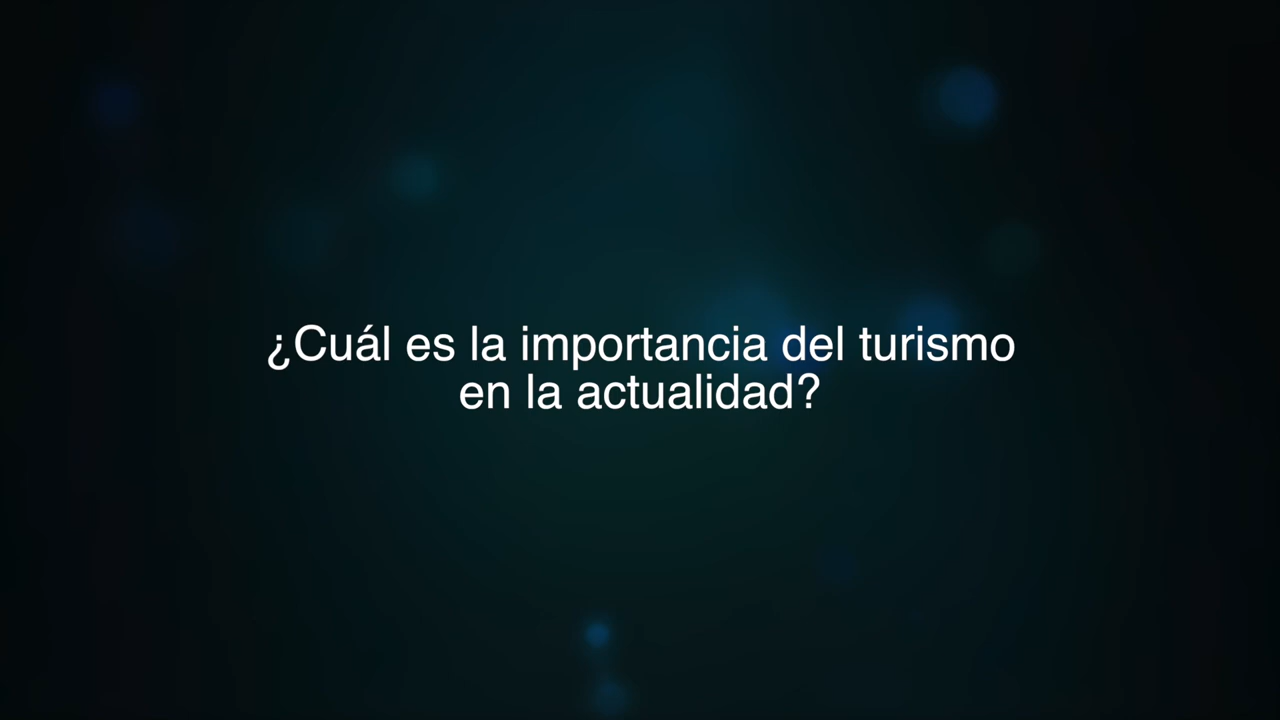 ¿Cuál es la importancia del turismo
en la actualidad?